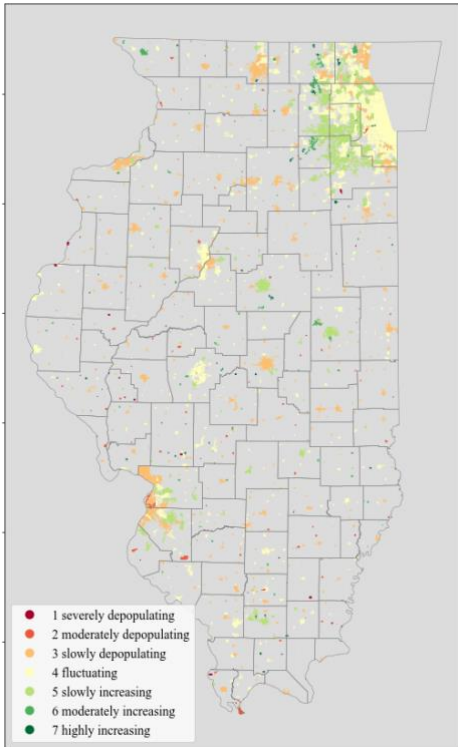 1 severely depopulating
2 moderately depopulating
3 slowly depopulating
4 fluctuating
5 slowly increasing
6 moderately increasing
7 highly increasing